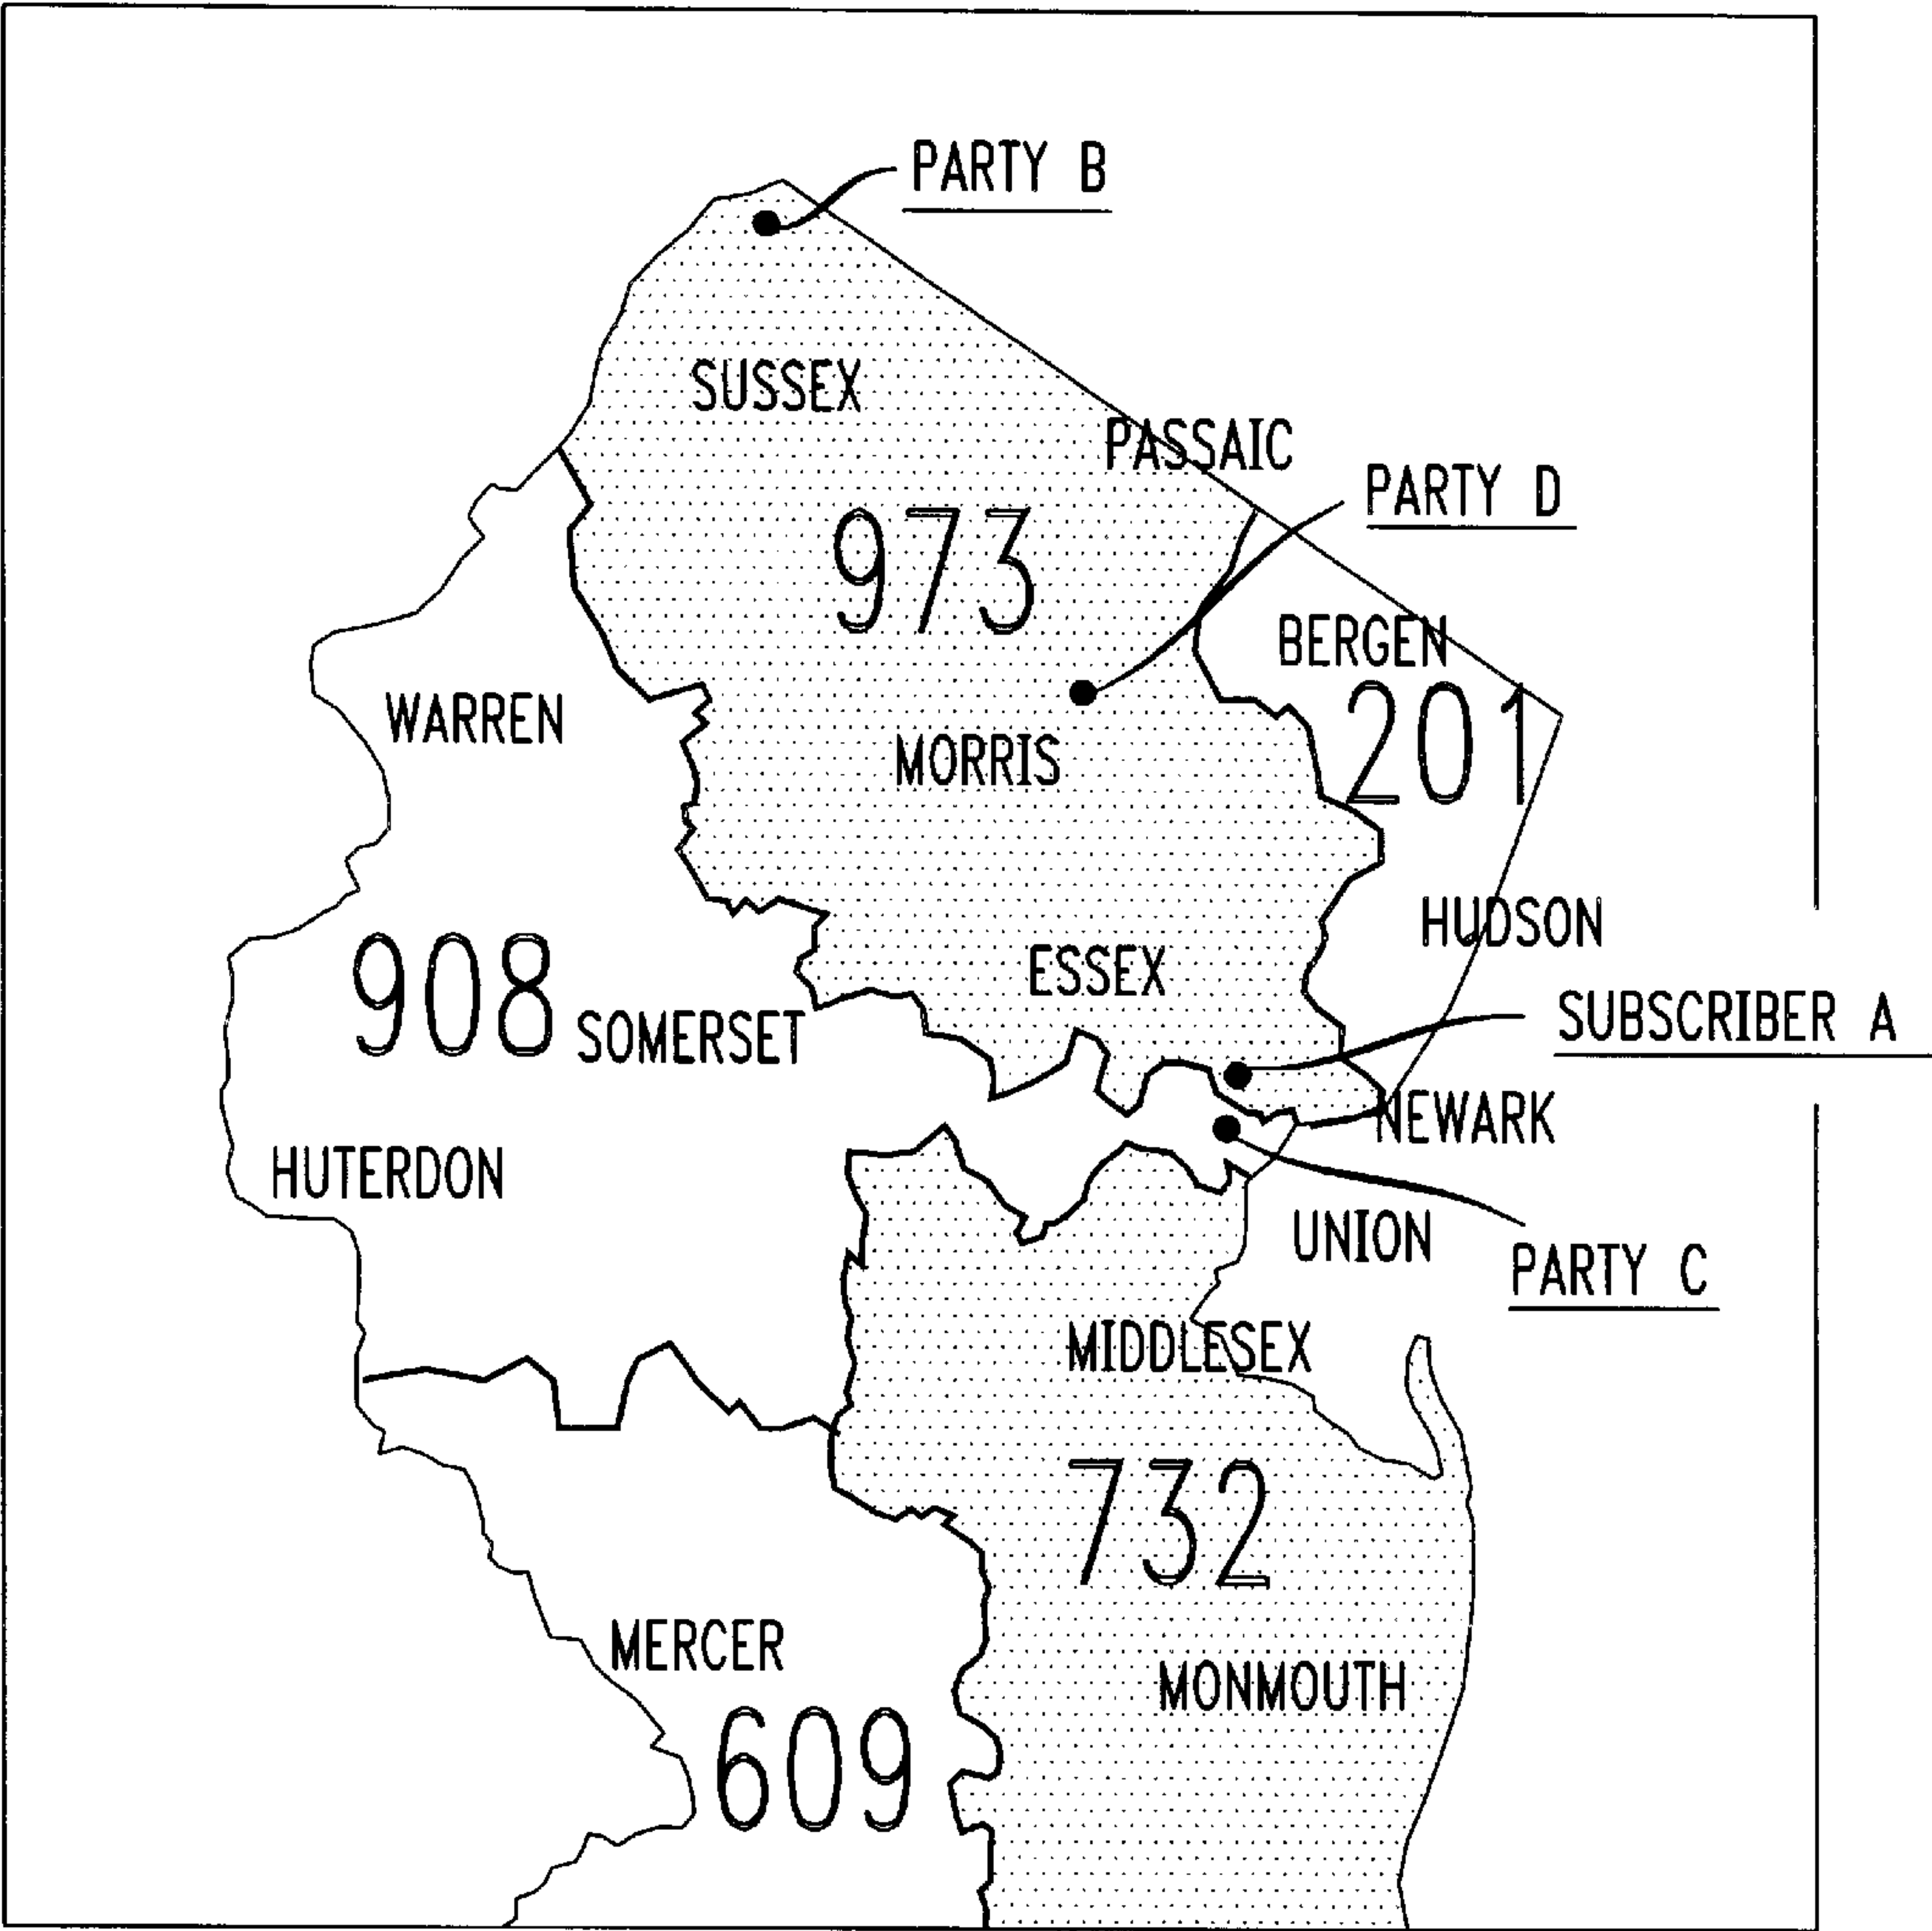 PARTY B
SUSSEX
PASSAIC
PARTY D
973
BERGEN
201
WARREN
MORRIS
HUDSON
908
ESSEX
SOMERSET
SUBSCRIBER A
NEWARK
HUTERDON
UNION
PARTY C
MIDDLESEX
732
MERCER
MONMOUTH
609